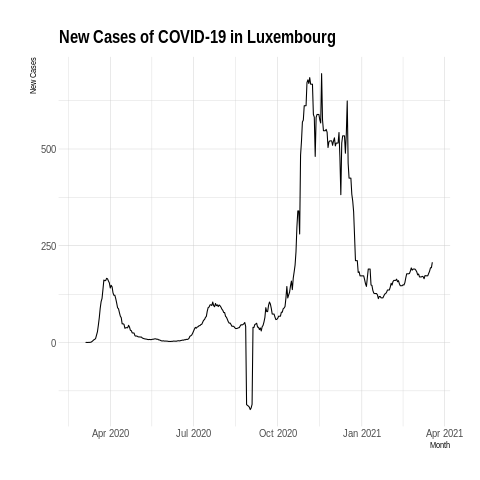 New Cases of COVID-19 in Luxembourg
New Cases
500
250
0
Apr 2020 Jul 2020 Oct 2020 Jan 2021 Apr 2021
Month